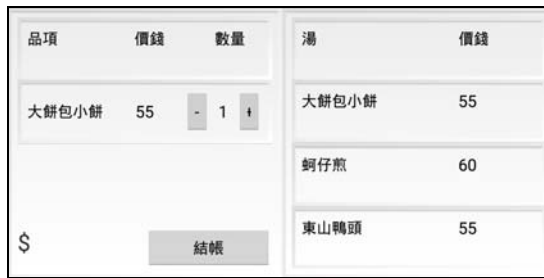 品項 價錢 數量
大餅包小餅 55 - 1 +
$ 結帳
湯 價錢
大餅包小餅 55
蚵仔煎 60
東山鴨頭 55